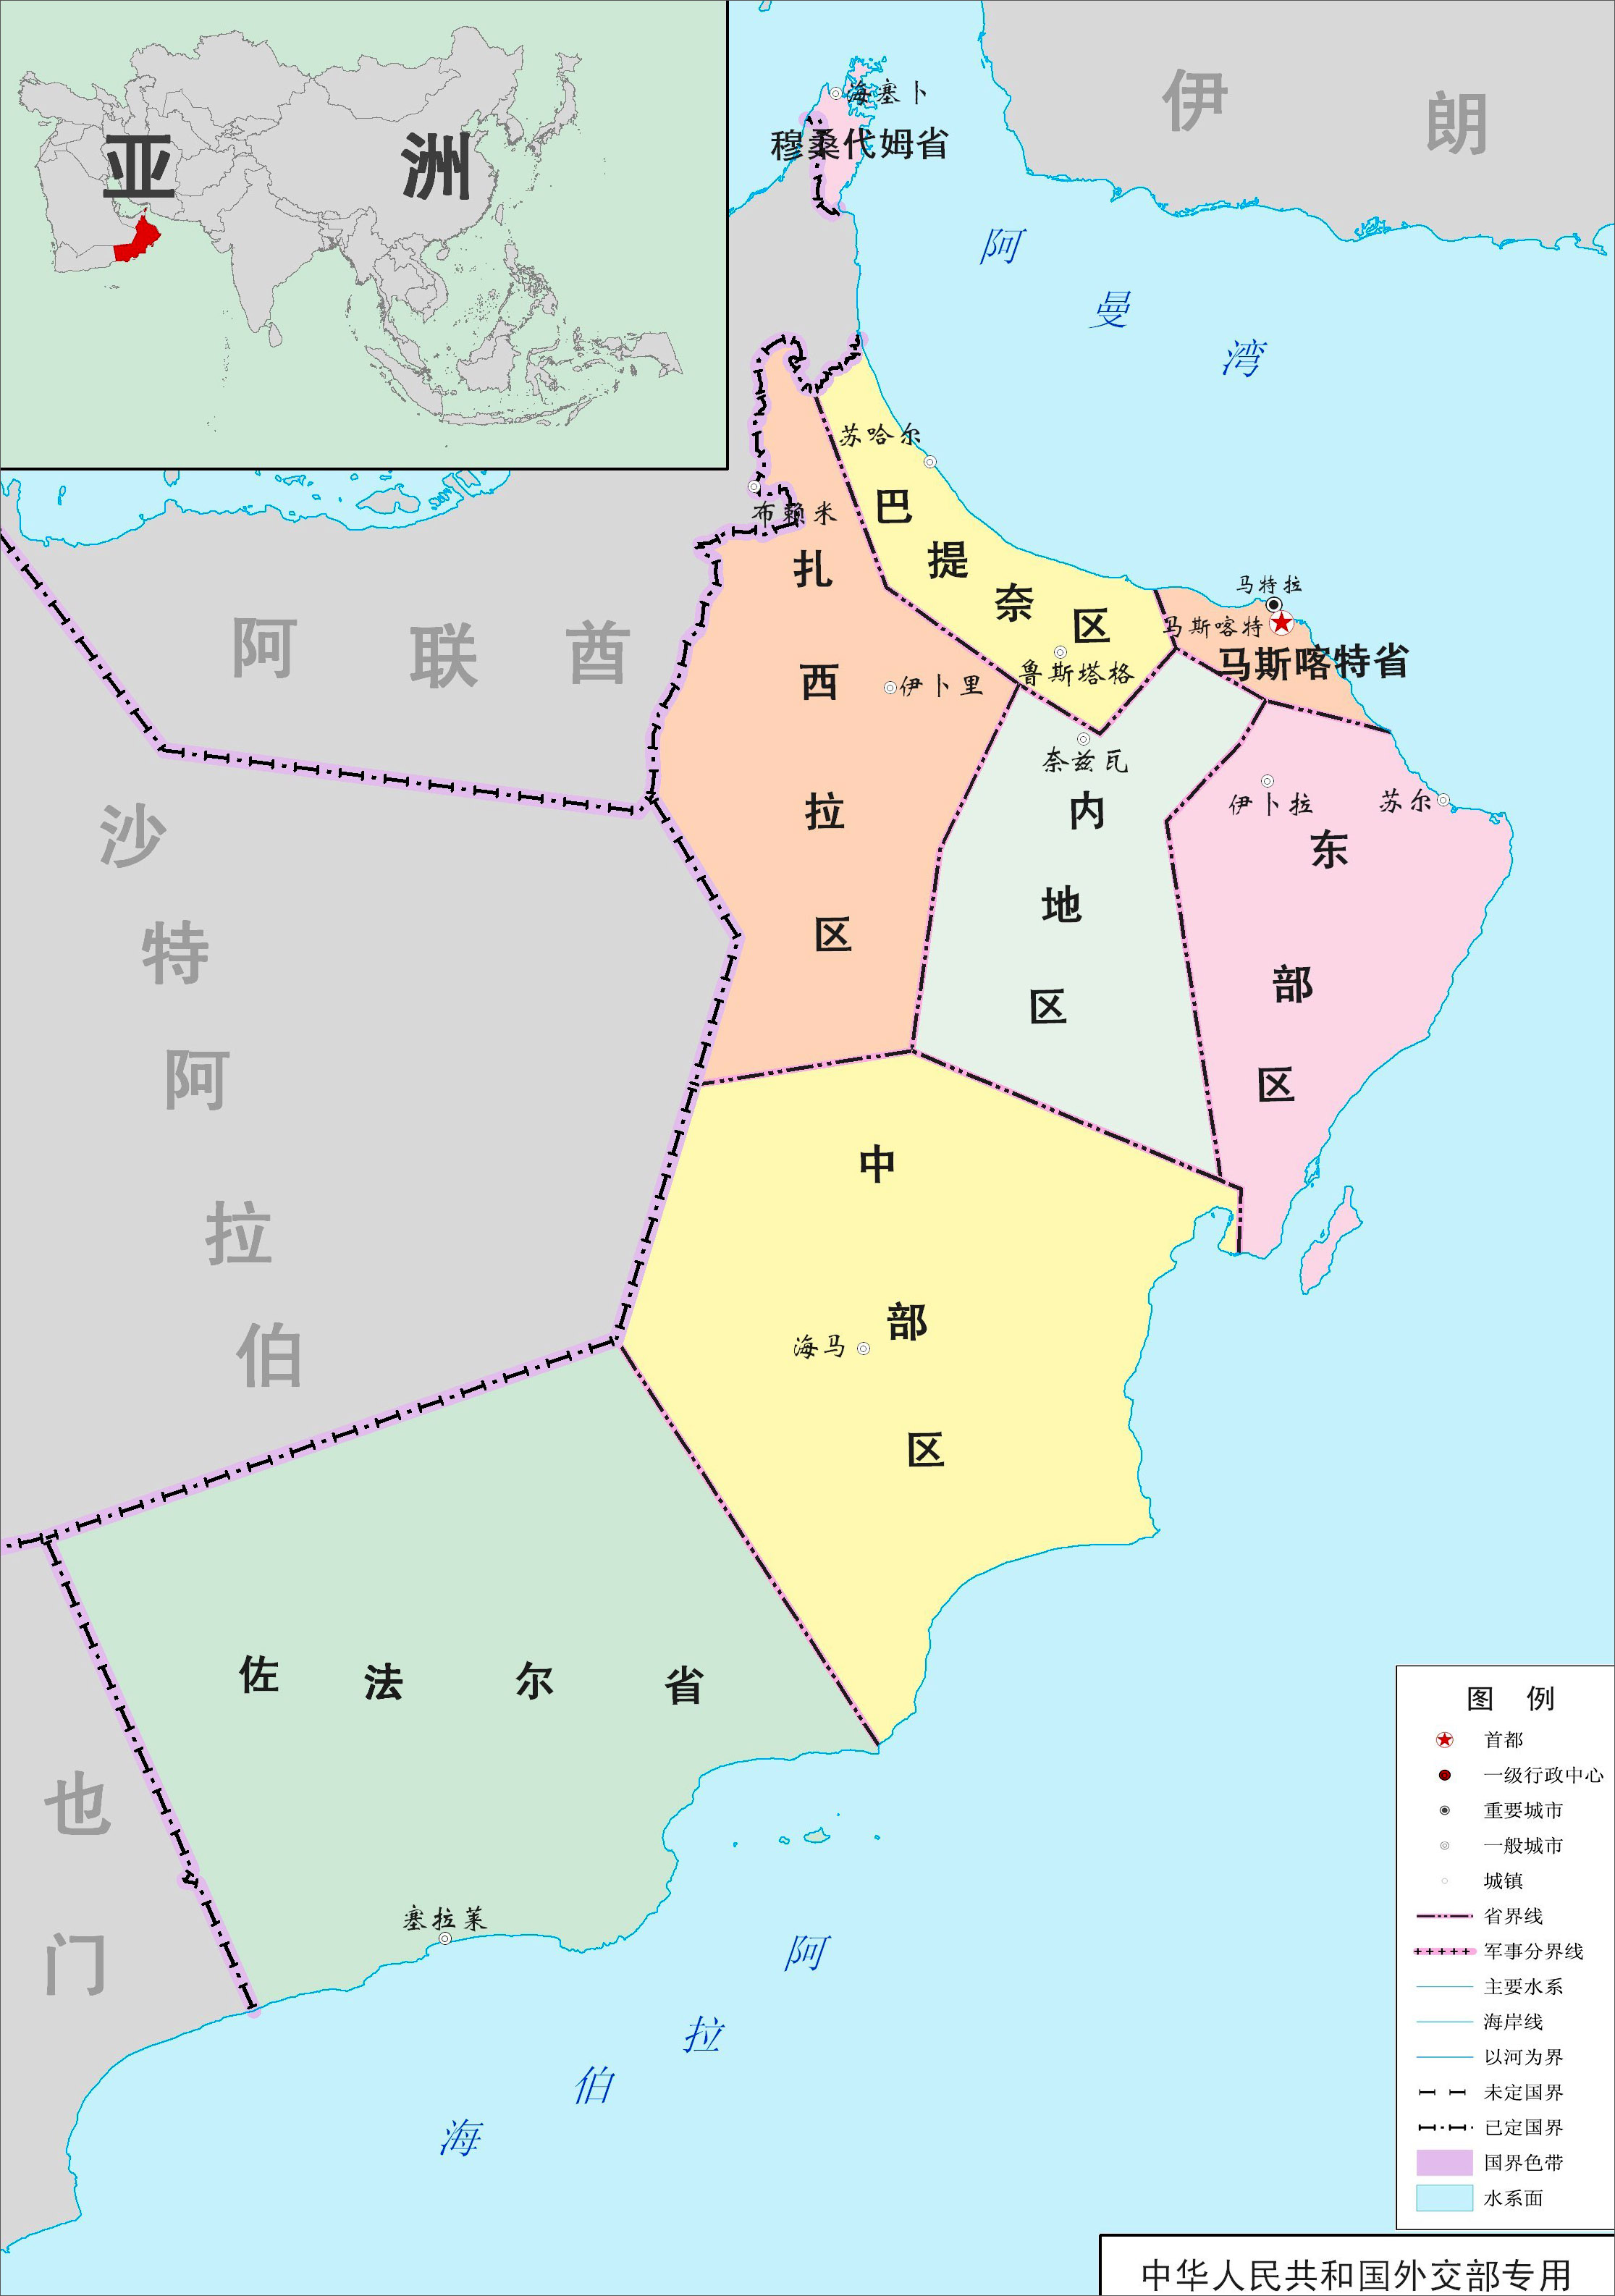 亚洲
伊朗
海塞卜
穆桑代姆省
阿曼湾
苏哈尔
布赖米
巴提奈区
扎西拉区
马特拉
马斯喀特
马斯喀特省
阿联酋
伊卜里
鲁斯塔格
奈兹瓦
内地区
伊卜拉
苏尔
东部区
沙特阿拉伯
中部区
海马
佐法尔省
也门
塞拉莱
阿拉伯海
图例
首都
一级行政中心
重要城市
一般城市
城镇
省界线
军事分界线
主要水系
海岸线
以河为界
未定国界
已定国界
国界色带
水系面
中华人民共和国外交部专用